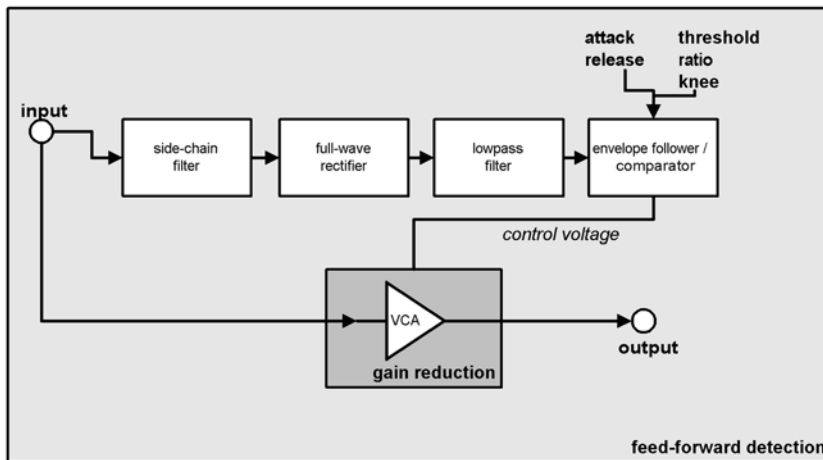 attack
release
threshold
ratio
knee
input
side-chain
filter
full-wave
rectifier
lowpass
filter
envelope follower /
comparator
control voltage
VCA
gain reduction
output
feed-forward detection